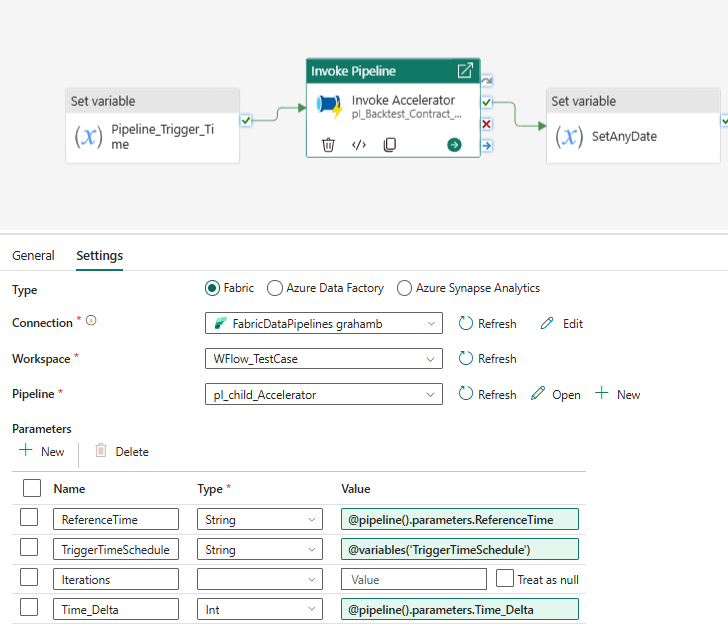 Set variable
(x) Pipeline_Trigger_Ti
me
Invoke Pipeline
Invoke Accelerator
pl_Backtest_Contract_...
Set variable
(x) SetAnyDate
General Settings
Type Fabric Azure Data Factory Azure Synapse Analytics
Connection * FabricDataPipelines grahamb Refresh Edit
Workspace * WFlow_TestCase Refresh
Pipeline * pl_child_Accelerator Refresh Open New
Parameters
New Delete
Name Type * Value
ReferenceTime String @pipeline().parameters.ReferenceTime
TriggerTimeSchedule String @variables('TriggerTimeSchedule')
Iterations Value Treat as null
Time_Delta Int @pipeline().parameters.Time_Delta